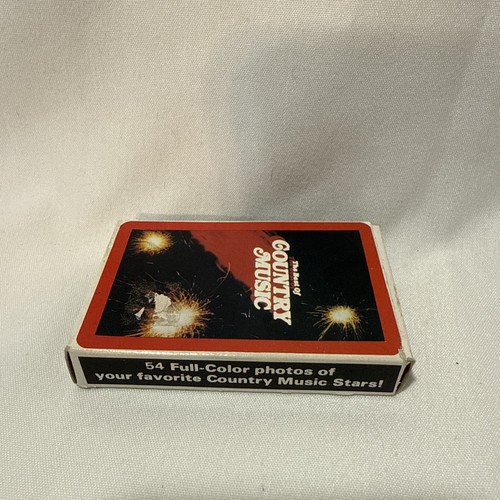 The Best Of
COUNTRY
MUSIC
54 Full-Color photos of
your favorite Country Music Stars!